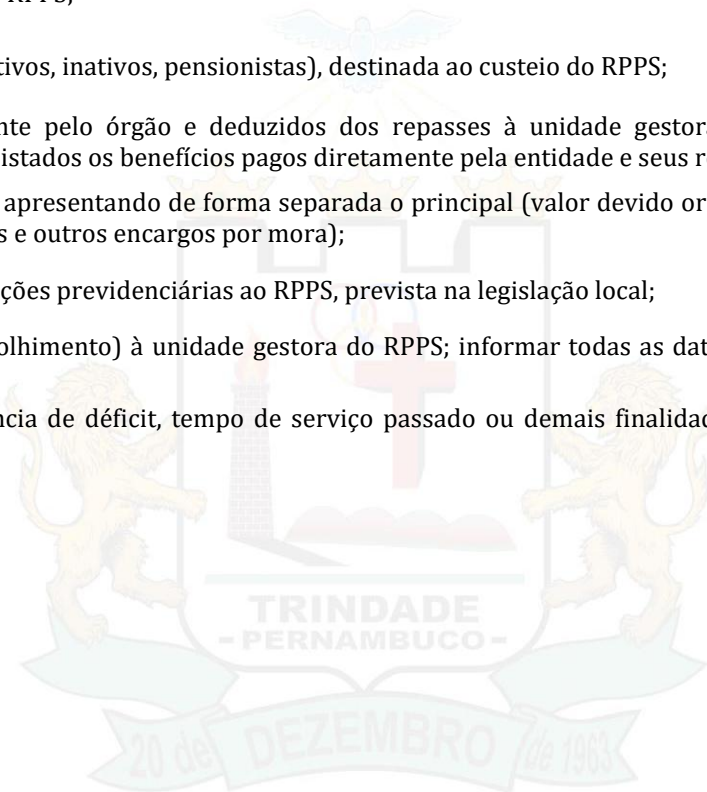 RPPS;
tivos, inativos, pensionistas), destinada ao custeio do RPPS;
nte pelo órgão e deduzidos dos repasses à unidade gestora
istados os benefícios pagos diretamente pela entidade e seus
apresentando de forma separada o principal (valor devido or
s e outros encargos por mora);
ções previdenciárias ao RPPS, prevista na legislação local;
olhimento) à unidade gestora do RPPS; informar todas as dat
ncia de déficit, tempo de serviço passado ou demais finalidad
TRINDADE
- PERNAMBUCO -
20 de DEZEMBRO de 1963